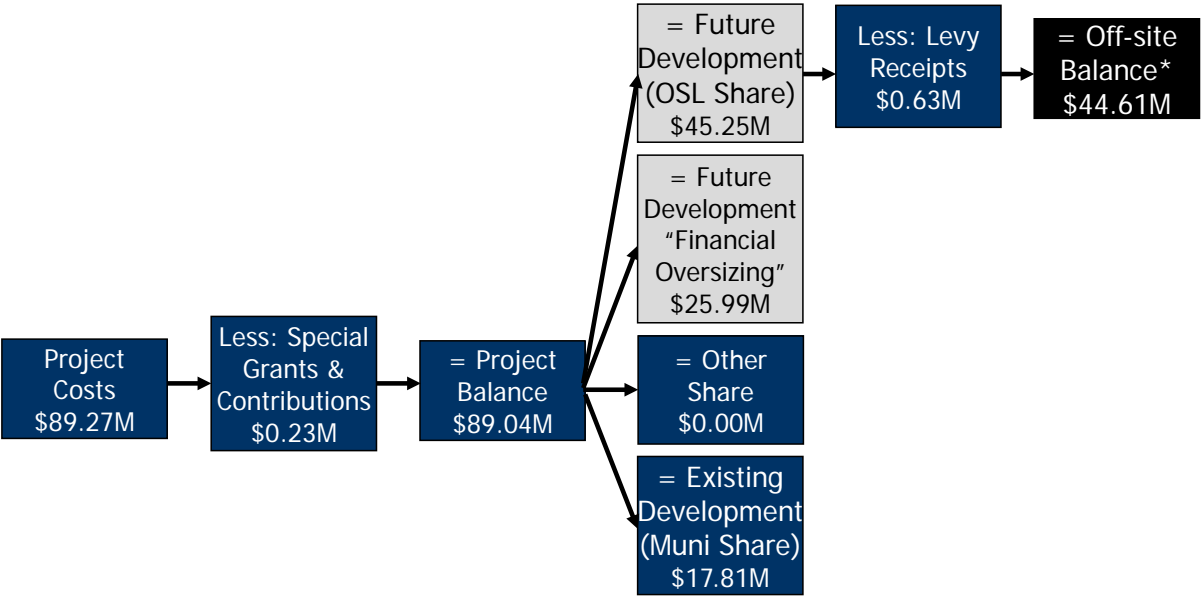 Project
Costs
$89.27M
Less: Special
Grants &
Contributions
$0.23M
= Project
Balance
$89.04M
= Future
Development
(OSL Share)
$45.25M
Less: Levy
Receipts
$0.63M
= Off-site
Balance*
$44.61M
= Future
Development
“Financial
Oversizing”
$25.99M
= Other
Share
$0.00M
= Existing
Development
(Muni Share)
$17.81M